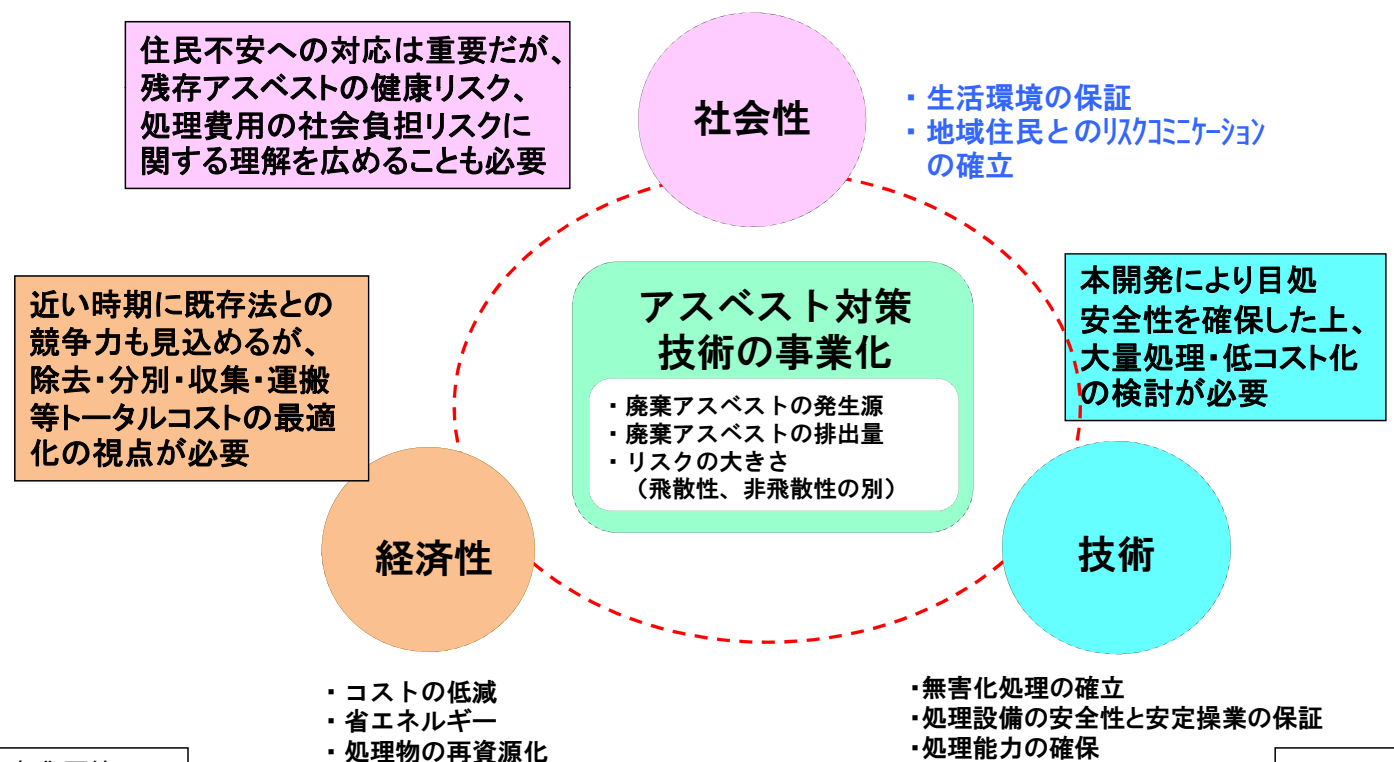 住民不安への対応は重要だが、
残存アスベストの健康リスク、
処理費用の社会負担リスクに
関する理解を広めることも必要
社会性
・生活環境の保証
・地域住民とのﾘｽｸｺﾐﾆｹｰｼｮﾝ
の確立
近い時期に既存法との
競争力も見込めるが、
除去・分別・収集・運搬
等トータルコストの最適
化の視点が必要
アスベスト対策
技術の事業化
・廃棄アスベストの発生源
・廃棄アスベストの排出量
・リスクの大きさ
（飛散性、非飛散性の別）
本開発により目処
安全性を確保した上、
大量処理・低コスト化
の検討が必要
経済性
技術
・コストの低減
・省エネルギー
・処理物の再資源化
・無害化処理の確立
・処理設備の安全性と安定操業の保証
・処理能力の確保